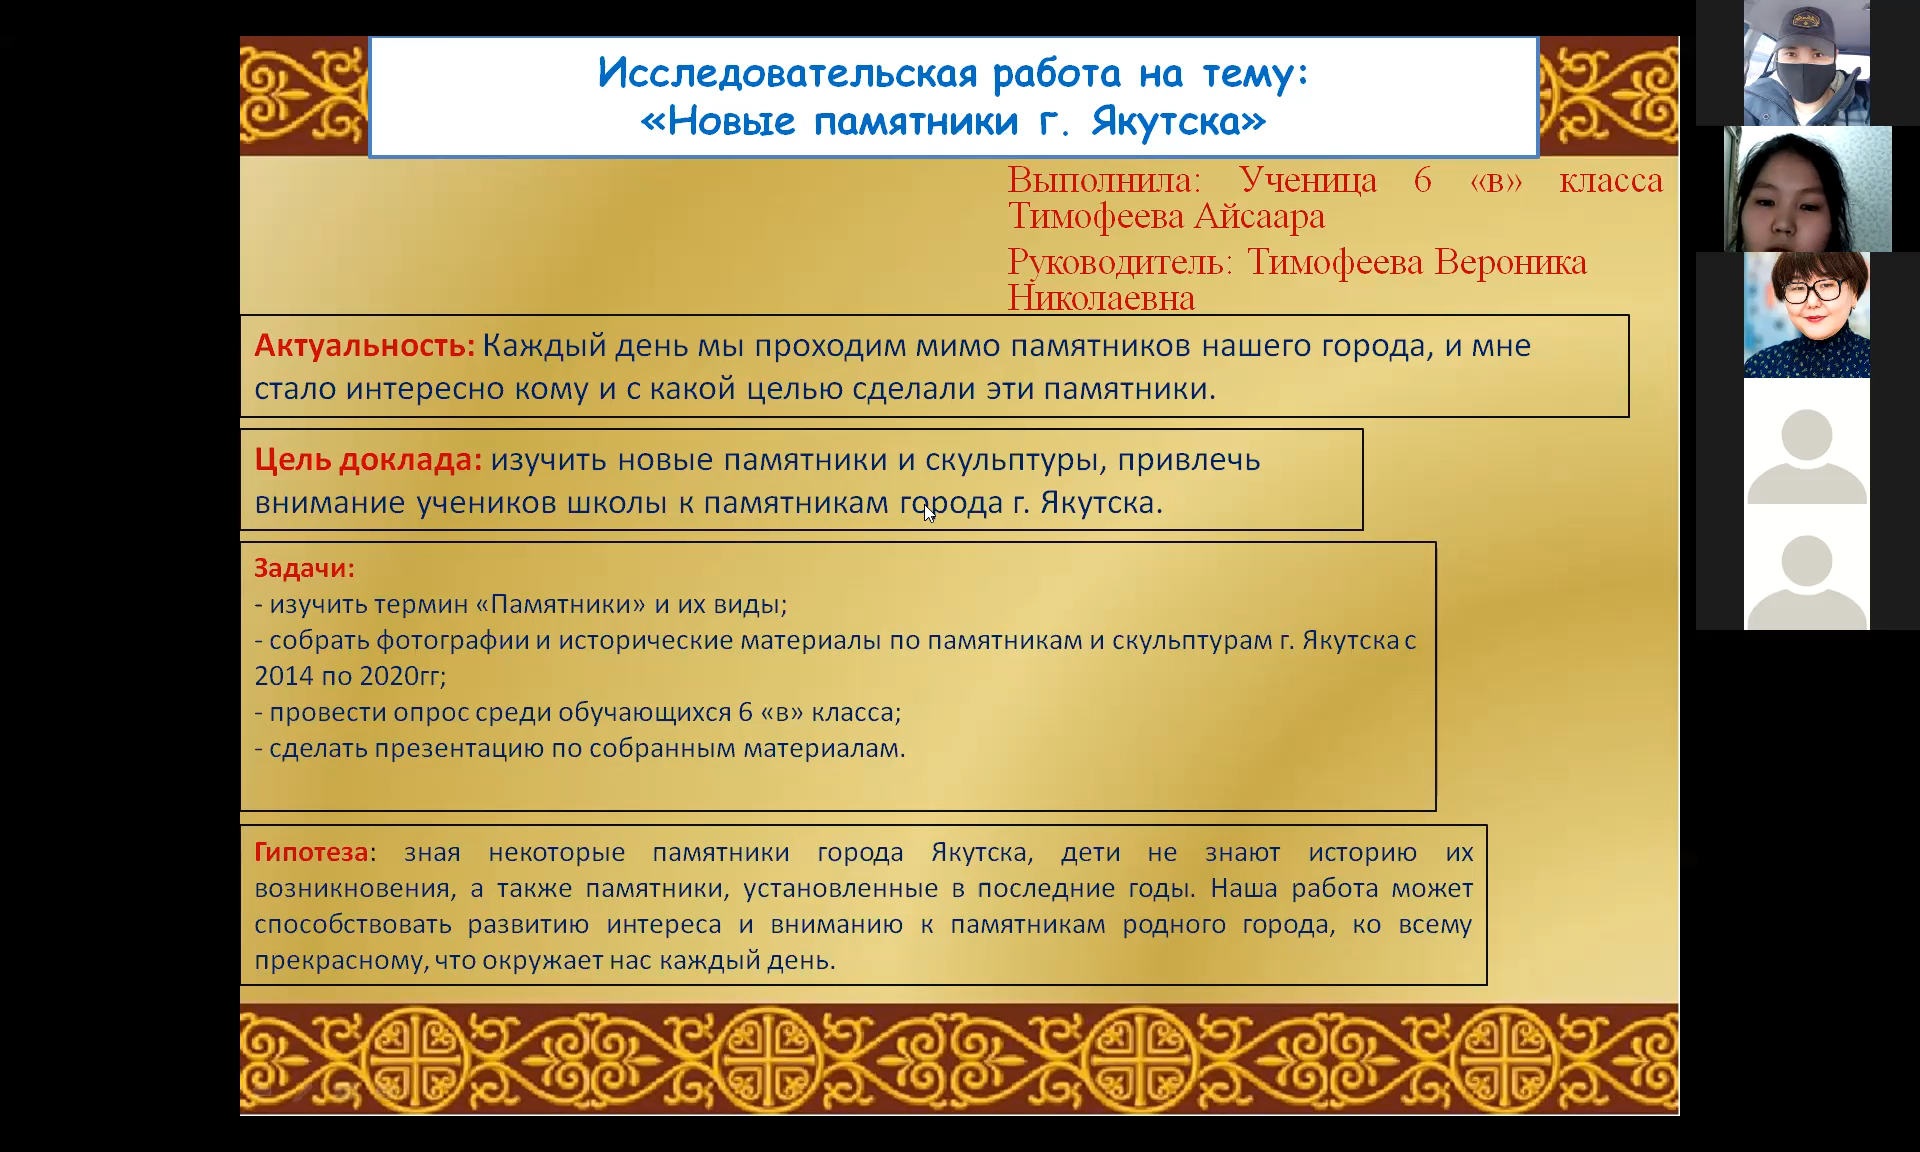 Исследовательская работа на тему:
«Новые памятники г. Якутска»
Выполнила: Ученица 6 «в» класса
Тимофеева Айсаара
Руководитель: Тимофеева Вероника
Николаевна
Актуальность: Каждый день мы проходим мимо памятников нашего города, и мне
стало интересно кому и с какой целью сделали эти памятники.
Цель доклада: изучить новые памятники и скульптуры, привлечь
внимание учеников школы к памятникам города г. Якутска.
Задачи:
- изучить термин «Памятники» и их виды;
- собрать фотографии и исторические материалы по памятникам и скульптурам г. Якутска с
2014 по 2020гг;
- провести опрос среди обучающихся 6 «в» класса;
- сделать презентацию по собранным материалам.
Гипотеза: зная некоторые памятники города Якутска, дети не знают историю их
возникновения, а также памятники, установленные в последние годы. Наша работа может
способствовать развитию интереса и вниманию к памятникам родного города, ко всему
прекрасному, что окружает нас каждый день.